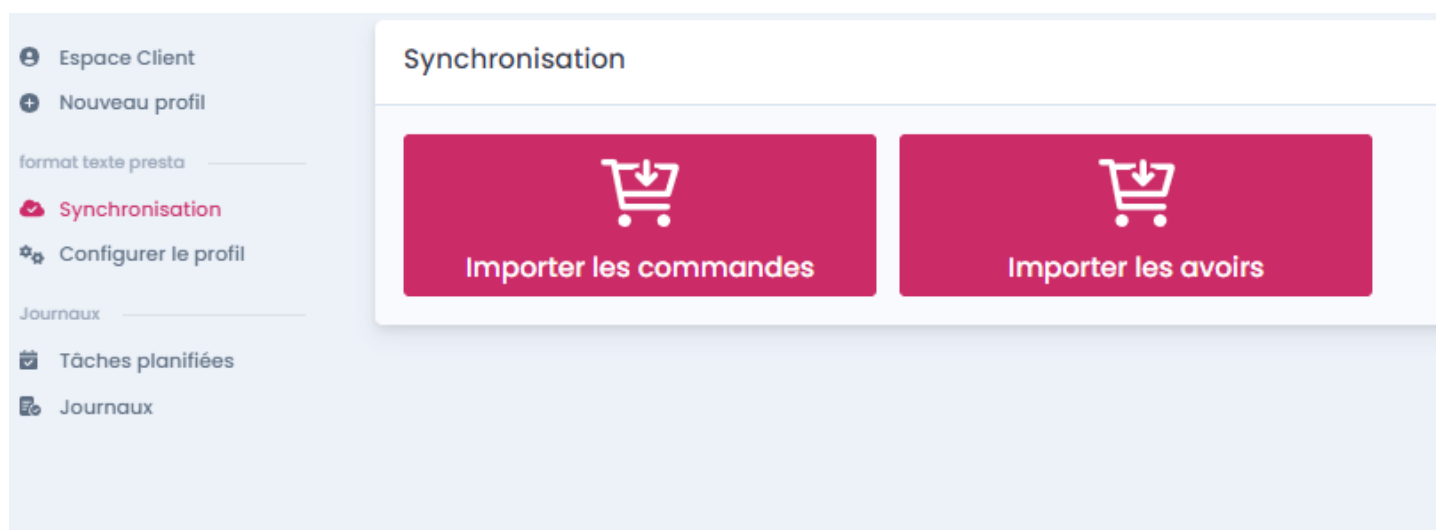 Espace Client
Nouveau profil
format texte presta
Synchronisation
Configurer le profil
Journaux
Tâches planifiées
Journaux
Synchronisation
Importer les commandes
Importer les avoirs